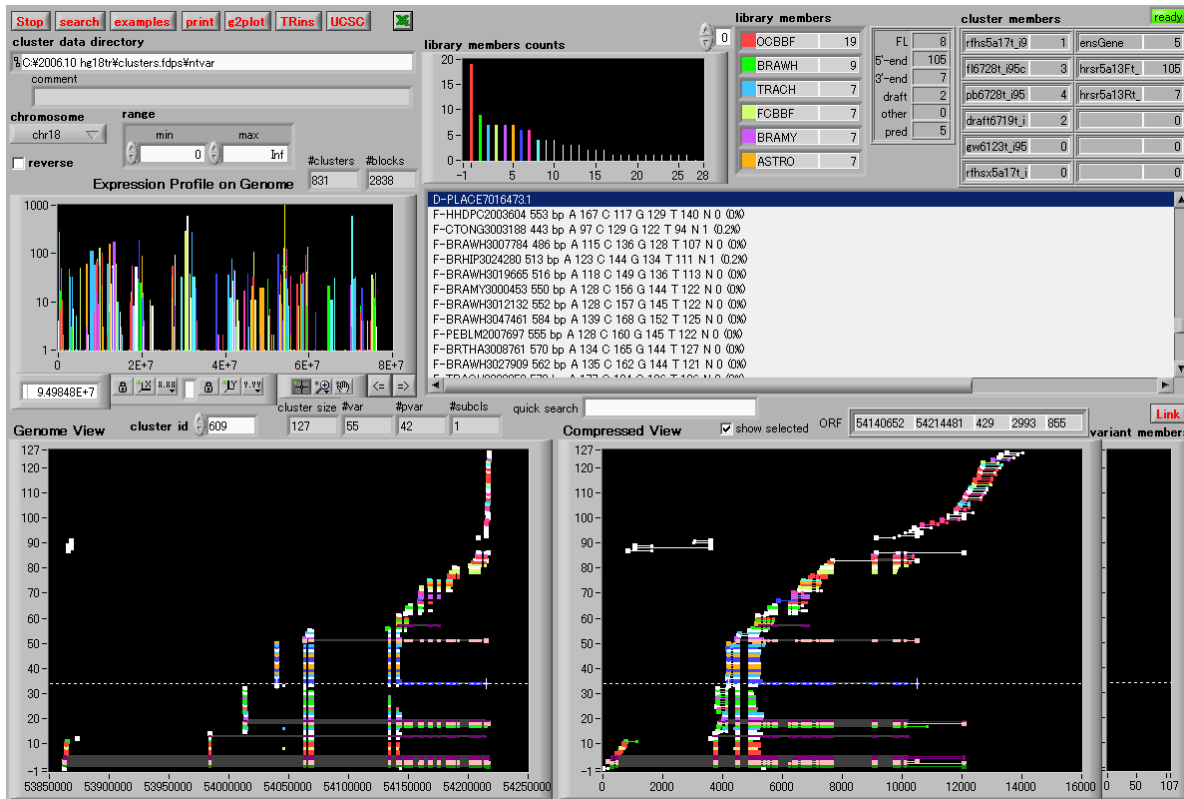 Stop search examples print g2plot TRins UCSC
cluster data directory
C:¥2006.10 hg18tr¥clusters.fdps¥ntvar
comment
chromosome
chr18
range
min max
0 Inf
reverse
#clusters #blocks
831 2838
Expression Profile on Genome
1000
100
10
1
0 2E+7 4E+7 6E+7 8E+7
9.49848E+7
<= =>
library members counts
0
20
15
10
5
0
-1 5 10 15 20 25 28
library members
OCBBF 19
BRAWH 9
TRACH 7
FCBBF 7
BRAMY 7
ASTRO 7
FL 8
5'-end 105
3'-end 7
draft 2
other 0
pred 5
cluster members
ready
rfhs5a17t_i9 1 ensGene 5
fl6728t_i95c 3 hrsr5a13Ft_ 105
pb6728t_i95 4 hrsr5a13Rt_ 7
draft6719t_i 2 0
gw6123t_i95 0 0
rfhsx5a17t_i 0 0
D-PLACE7016473.1
F-HHDPC2003604 553 bp A 167 C 117 G 129 T 140 N 0 (0%)
F-CTONG3003188 443 bp A 97 C 129 G 122 T 94 N 1 (0.2%)
F-BRAWH3007784 486 bp A 115 C 136 G 128 T 107 N 0 (0%)
F-BRHIP3024280 513 bp A 123 C 144 G 134 T 111 N 1 (0.2%)
F-BRAWH3019665 516 bp A 118 C 149 G 136 T 113 N 0 (0%)
F-BRAMY3000453 550 bp A 128 C 156 G 144 T 122 N 0 (0%)
F-BRAWH3012132 552 bp A 128 C 157 G 145 T 122 N 0 (0%)
F-BRAWH3047461 584 bp A 139 C 168 G 152 T 125 N 0 (0%)
F-PEBLM2007697 555 bp A 128 C 160 G 145 T 122 N 0 (0%)
F-BRTHA3008761 570 bp A 134 C 165 G 144 T 127 N 0 (0%)
F-BRAWH3027909 562 bp A 135 C 162 G 144 T 121 N 0 (0%)
cluster size #var #pvar #subcls
127 55 42 1
quick search
Genome View cluster id 609
Compressed View show selected ORF 54140652 54214481 429 2993 855
Link
variant members
127
120
110
100
90
80
70
60
50
40
30
20
10
-1
53850000 53900000 53950000 54000000 54050000 54100000 54150000 54200000 54250000
127
120
110
100
90
80
70
60
50
40
30
20
10
-1
0 2000 4000 6000 8000 10000 12000 14000 16000
0 50 107